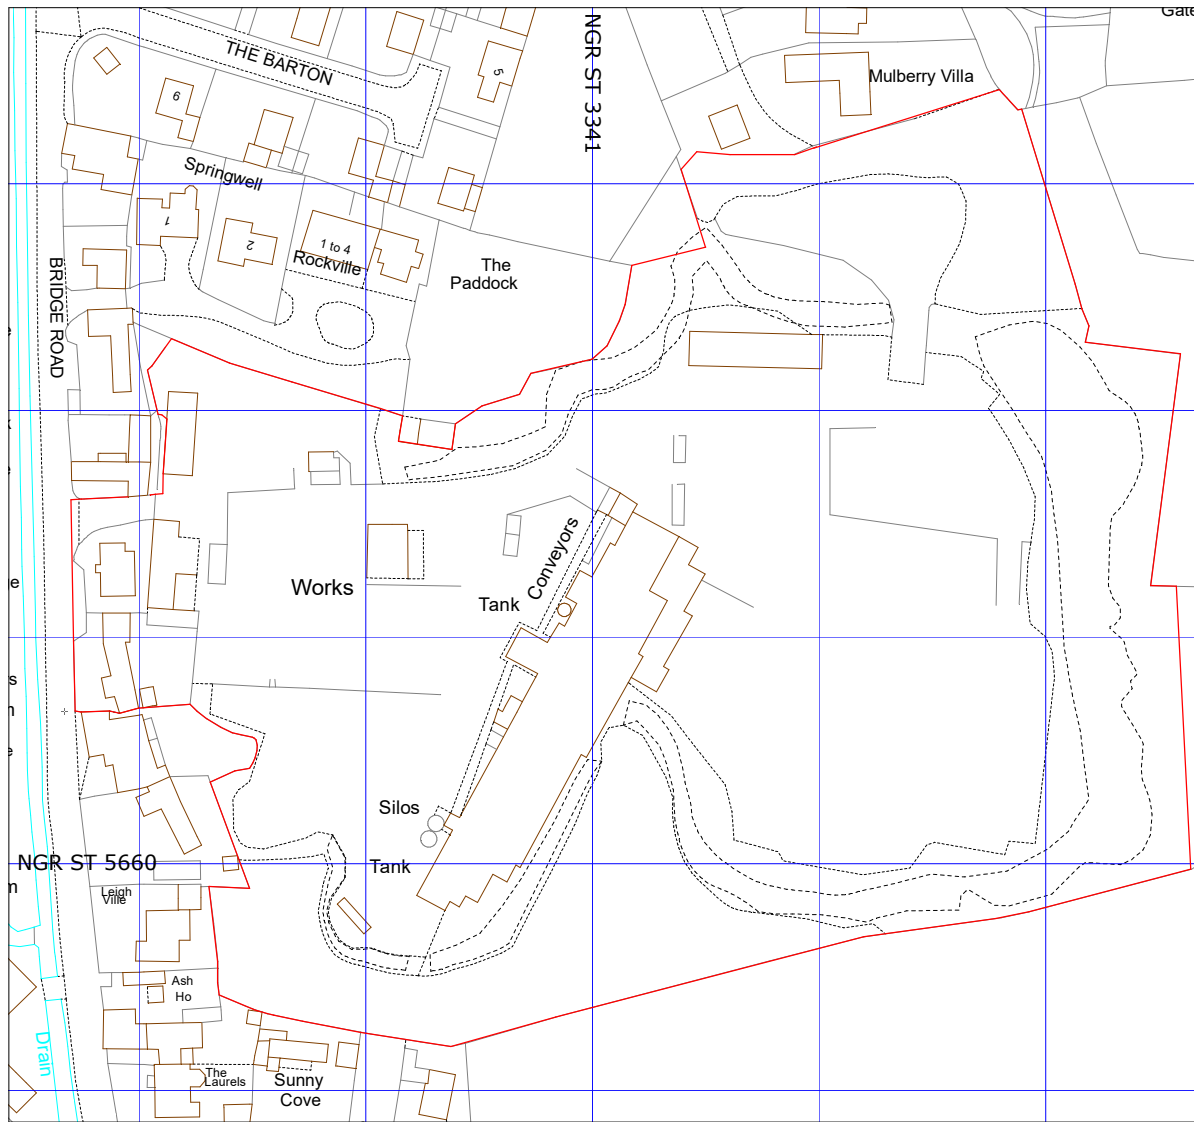 Gate
THE BARTON
NGR ST 3341
5
Mulberry Villa
6
Springwell
1
2
1 to 4
Rockville
The
Paddock
BRIDGE ROAD
Conveyors
Works
Tank
Silos
NGR ST 5660
Tank
Leigh
Ville
Ash
Ho
Drain
The
Laurels
Sunny
Cove